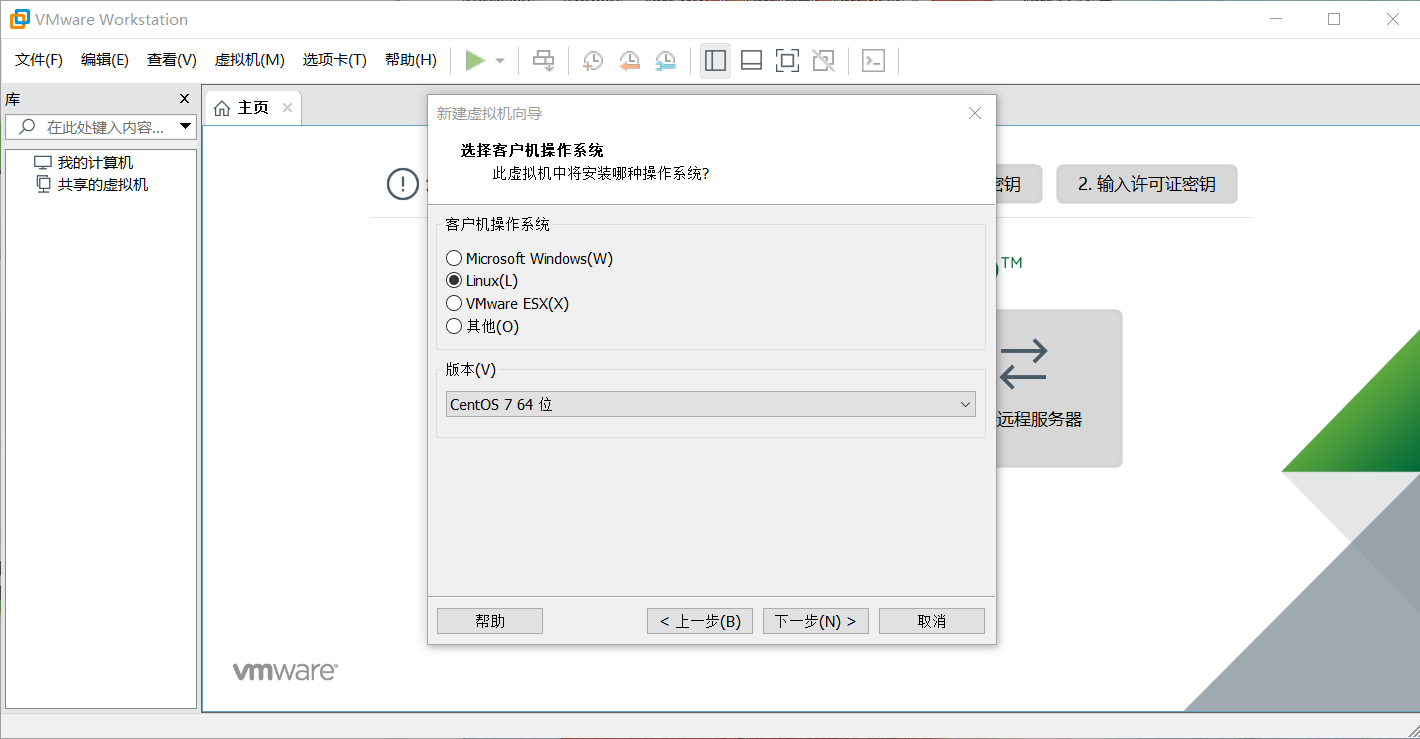 VMware Workstation
文件(F) 编辑(E) 查看(V) 虚拟机(M) 选项卡(T) 帮助(H)
库
在此处键入内容...
我的计算机
共享的虚拟机
主页
密钥
2. 输入许可证密钥
TM
远程服务器
vmware
新建虚拟机向导
选择客户机操作系统
此虚拟机中将安装哪种操作系统?
客户机操作系统
Microsoft Windows(W)
Linux(L)
VMware ESX(X)
其他(O)
版本(V)
CentOS 7 64 位
帮助
< 上一步(B)
下一步(N) >
取消